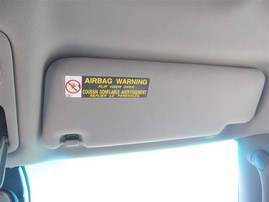 AIRBAG WARNING
FLIP VISOR OVER
COUSSIN GONFLABLE AVERTISSEMENT